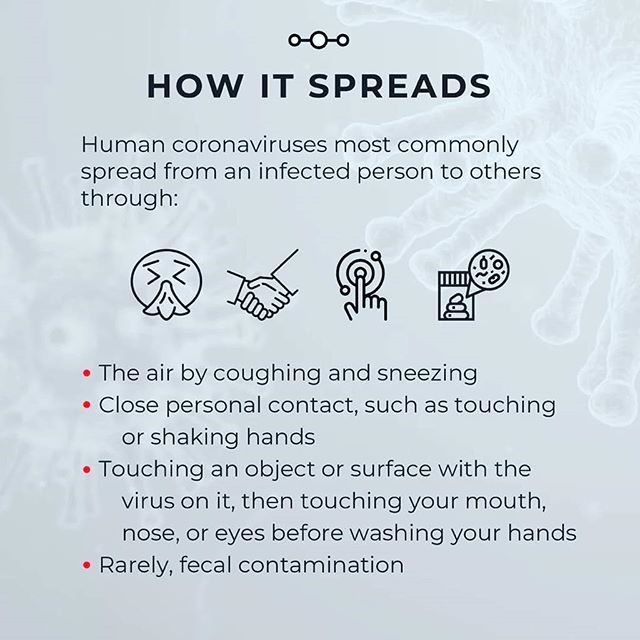 HOW IT SPREADS
Human coronaviruses most commonly
spread from an infected person to others
through:
• The air by coughing and sneezing
• Close personal contact, such as touching
or shaking hands
• Touching an object or surface with the
virus on it, then touching your mouth,
nose, or eyes before washing your hands
• Rarely, fecal contamination